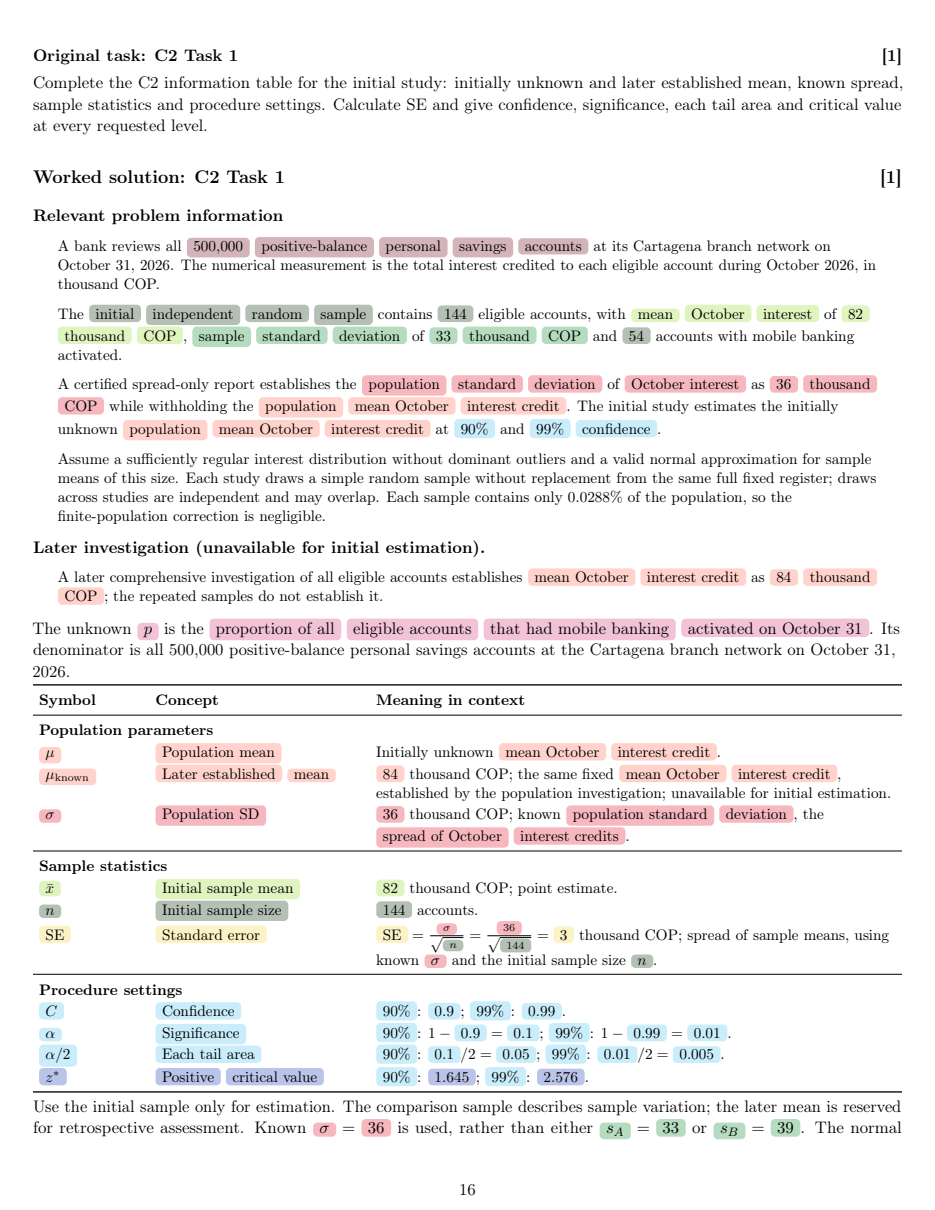 Original task: C2 Task 1 [1]
Complete the C2 information table for the initial study: initially unknown and later established mean, known spread,
sample statistics and procedure settings. Calculate SE and give confidence, significance, each tail area and critical value
at every requested level.
Worked solution: C2 Task 1 [1]
Relevant problem information
A bank reviews all 500,000 positive-balance personal savings accounts at its Cartagena branch network on
October 31, 2026. The numerical measurement is the total interest credited to each eligible account during October 2026, in
thousand COP.
The initial independent random sample contains 144 eligible accounts, with mean October interest of 82
thousand COP, sample standard deviation of 33 thousand COP and 54 accounts with mobile banking
activated.
A certified spread-only report establishes the population standard deviation of October interest as 36 thousand
COP while withholding the population mean October interest credit. The initial study estimates the initially
unknown population mean October interest credit at 90% and 99% confidence.
Assume a sufficiently regular interest distribution without dominant outliers and a valid normal approximation for sample
means of this size. Each study draws a simple random sample without replacement from the same full fixed register; draws
across studies are independent and may overlap. Each sample contains only 0.0288% of the population, so the
finite-population correction is negligible.
Later investigation (unavailable for initial estimation).
A later comprehensive investigation of all eligible accounts establishes mean October interest credit as 84 thousand
COP; the repeated samples do not establish it.
The unknown p is the proportion of all eligible accounts that had mobile banking activated on October 31. Its
denominator is all 500,000 positive-balance personal savings accounts at the Cartagena branch network on October 31,
2026.
Symbol Concept Meaning in context
Population parameters
μ Population mean Initially unknown mean October interest credit.
μknown Later established mean 84 thousand COP; the same fixed mean October interest credit,
established by the population investigation; unavailable for initial estimation.
σ Population SD 36 thousand COP; known population standard deviation, the
spread of October interest credits.
Sample statistics
x̄ Initial sample mean 82 thousand COP; point estimate.
n Initial sample size 144 accounts.
SE Standard error SE = σ/√n = 36/√144 = 3 thousand COP; spread of sample means, using
known σ and the initial sample size n.
Procedure settings
C Confidence 90%: 0.9; 99%: 0.99.
α Significance 90%: 1 − 0.9 = 0.1; 99%: 1 − 0.99 = 0.01.
α/2 Each tail area 90%: 0.1/2 = 0.05; 99%: 0.01/2 = 0.005.
z* Positive critical value 90%: 1.645; 99%: 2.576.
Use the initial sample only for estimation. The comparison sample describes sample variation; the later mean is reserved
for retrospective assessment. Known σ = 36 is used, rather than either sA = 33 or sB = 39. The normal
16